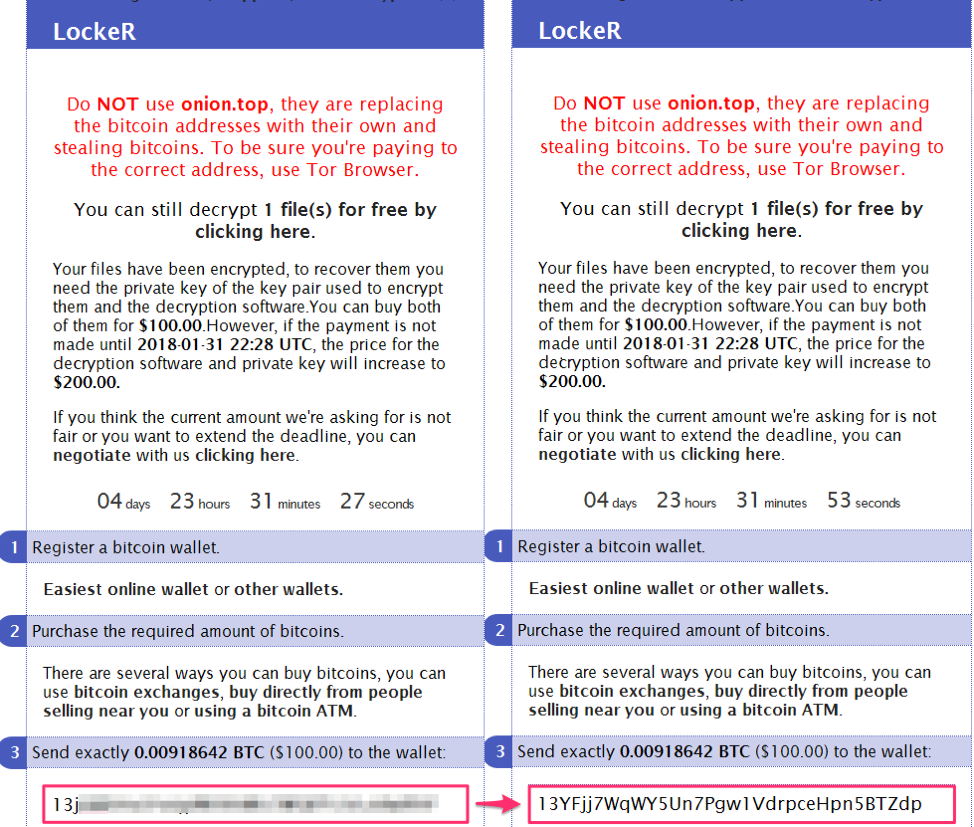 LockeR
Do NOT use onion.top, they are replacing
the bitcoin addresses with their own and
stealing bitcoins. To be sure you're paying to
the correct address, use Tor Browser.
You can still decrypt 1 file(s) for free by
clicking here.
Your files have been encrypted, to recover them you
need the private key of the key pair used to encrypt
them and the decryption software.You can buy both
of them for $100.00.However, if the payment is not
made until 2018-01-31 22:28 UTC, the price for the
decryption software and private key will increase to
$200.00.
If you think the current amount we're asking for is not
fair or you want to extend the deadline, you can
negotiate with us clicking here.
04 days 23 hours 31 minutes 27 seconds
1 Register a bitcoin wallet.
Easiest online wallet or other wallets.
2 Purchase the required amount of bitcoins.
There are several ways you can buy bitcoins, you can
use bitcoin exchanges, buy directly from people
selling near you or using a bitcoin ATM.
3 Send exactly 0.00918642 BTC ($100.00) to the wallet:
LockeR
Do NOT use onion.top, they are replacing
the bitcoin addresses with their own and
stealing bitcoins. To be sure you're paying to
the correct address, use Tor Browser.
You can still decrypt 1 file(s) for free by
clicking here.
Your files have been encrypted, to recover them you
need the private key of the key pair used to encrypt
them and the decryption software.You can buy both
of them for $100.00.However, if the payment is not
made until 2018-01-31 22:28 UTC, the price for the
decryption software and private key will increase to
$200.00.
If you think the current amount we're asking for is not
fair or you want to extend the deadline, you can
negotiate with us clicking here.
04 days 23 hours 31 minutes 53 seconds
1 Register a bitcoin wallet.
Easiest online wallet or other wallets.
2 Purchase the required amount of bitcoins.
There are several ways you can buy bitcoins, you can
use bitcoin exchanges, buy directly from people
selling near you or using a bitcoin ATM.
3 Send exactly 0.00918642 BTC ($100.00) to the wallet:
13YFjj7WqWY5Un7Pgw1VdrpceHpn5BTZdp